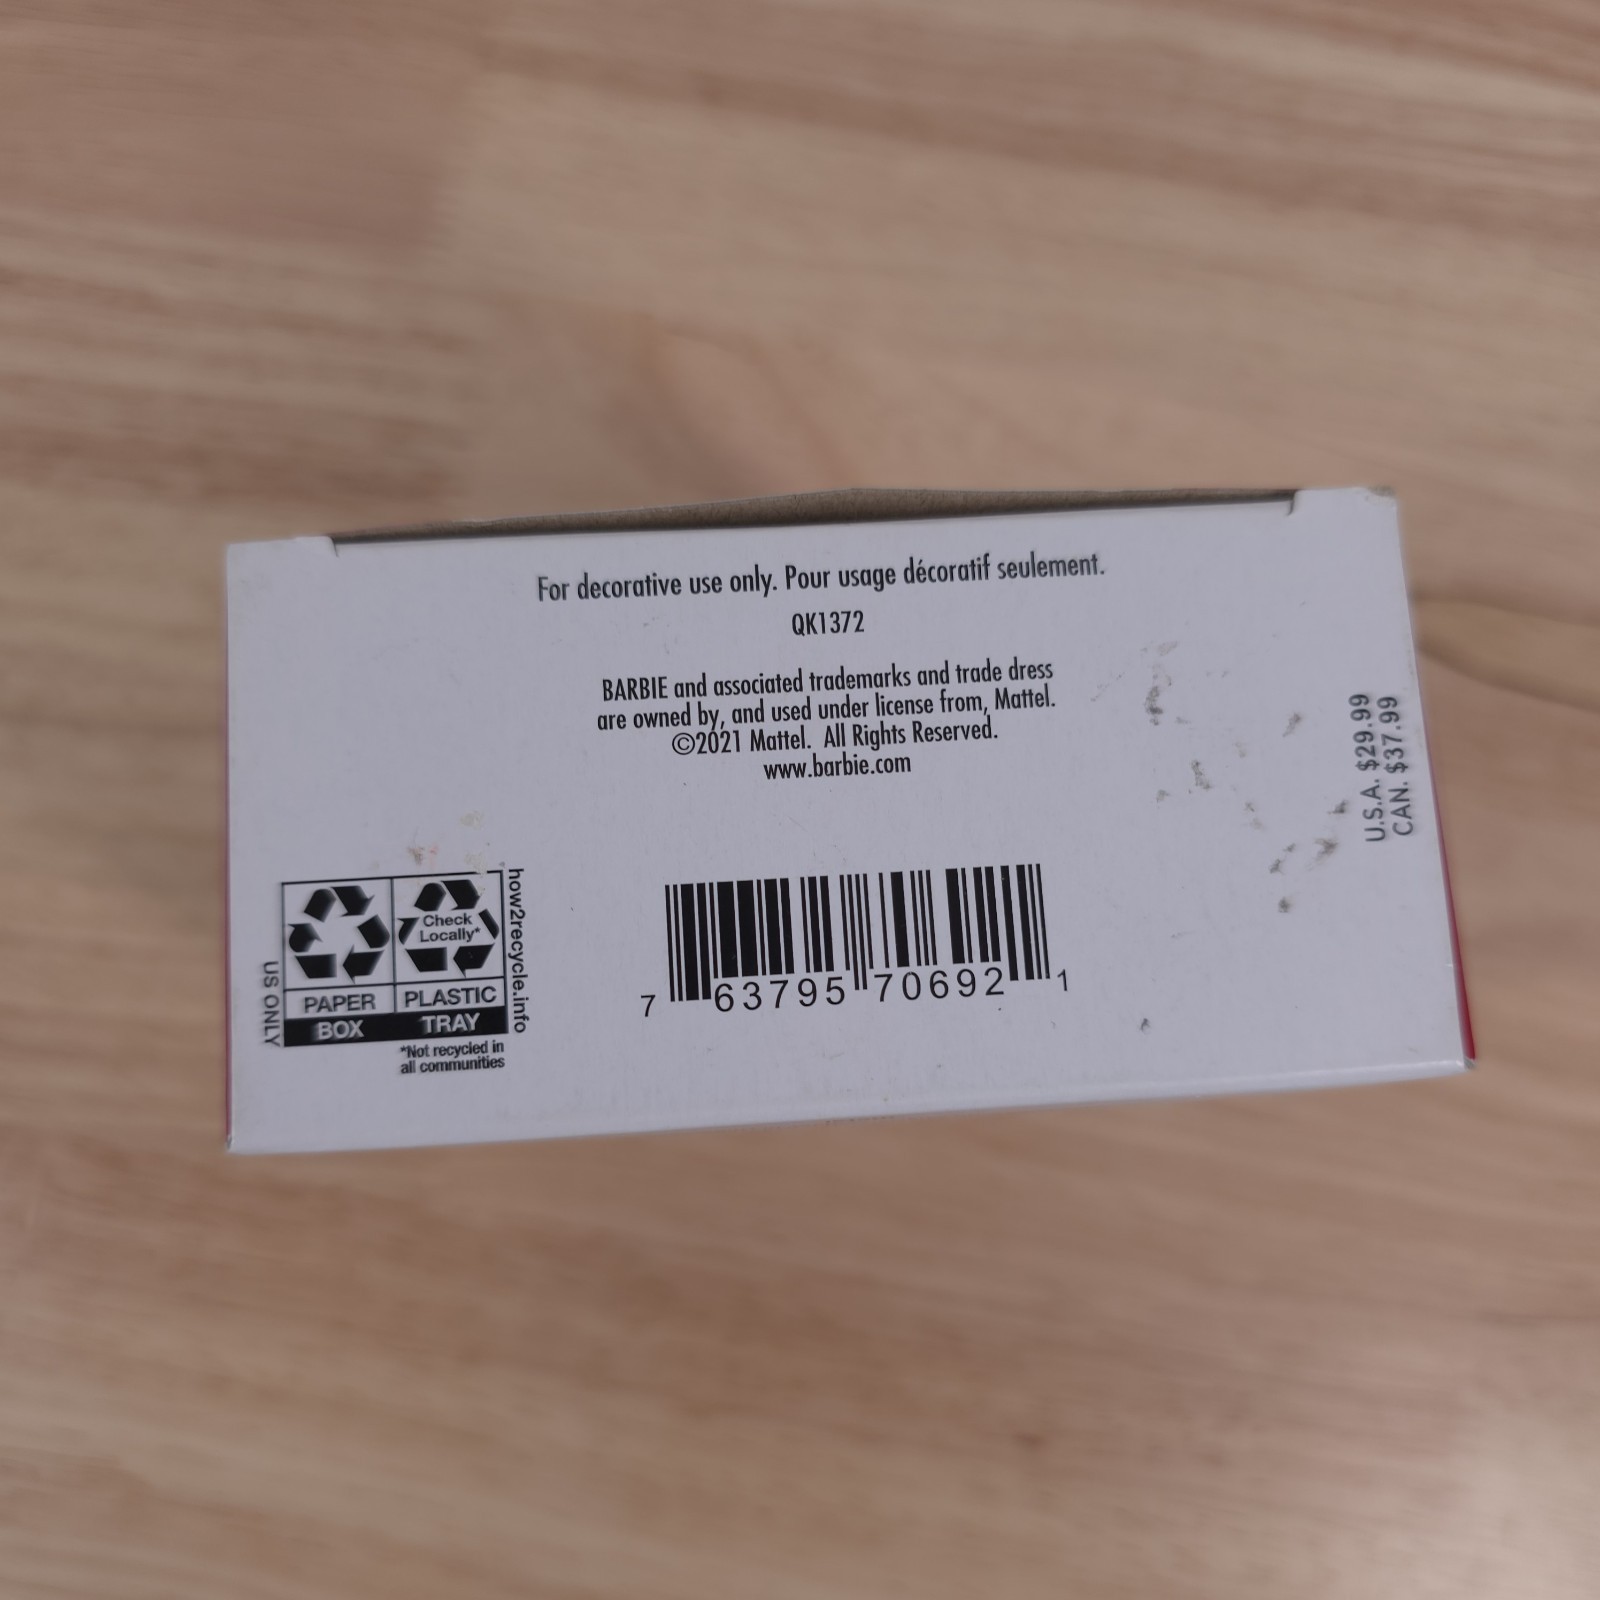 For decorative use only. Pour usage décoratif seulement.
QK1372
BARBIE and associated trademarks and trade dress
are owned by, and used under license from, Mattel.
©2021 Mattel. All Rights Reserved.
www.barbie.com
U.S.A. $29.99
CAN. $37.99
US ONLY
Check
Locally*
PAPER
PLASTIC
BOX
TRAY
how2recycle.info
*Not recycled in
all communities
7 63795 70692 1